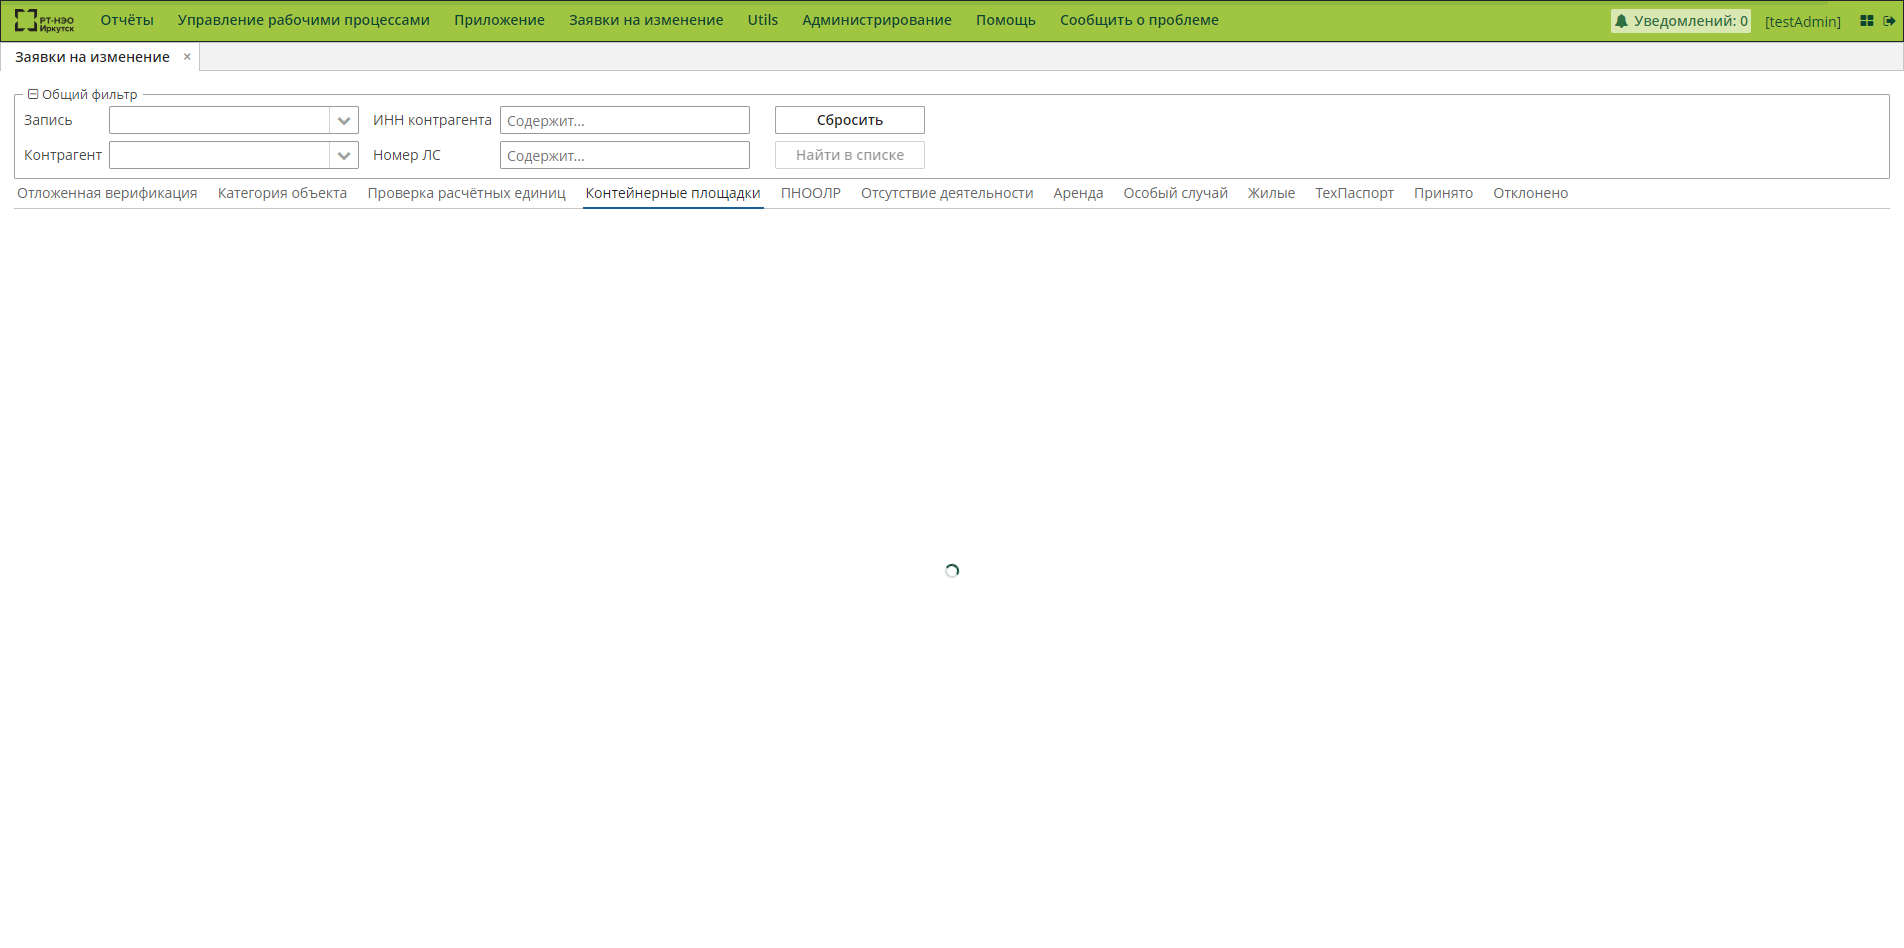 РТ-НЭО
Иркутск
Отчёты Управление рабочими процессами Приложение Заявки на изменение Utils Администрирование Помощь Сообщить о проблеме Уведомлений: 0 [testAdmin]
Заявки на изменение ×
Общий фильтр
Запись ИНН контрагента Содержит... Сбросить
Контрагент Номер ЛС Содержит... Найти в списке
Отложенная верификация Категория объекта Проверка расчётных единиц Контейнерные площадки ПНООЛР Отсутствие деятельности Аренда Особый случай Жилые ТехПаспорт Принято Отклонено